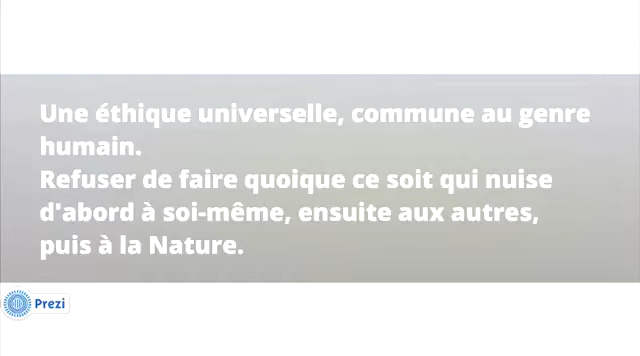 Une éthique universelle, commune au genre
humain.
Refuser de faire quoique ce soit qui nuise
d'abord à soi-même, ensuite aux autres,
puis à la Nature.
Prezi